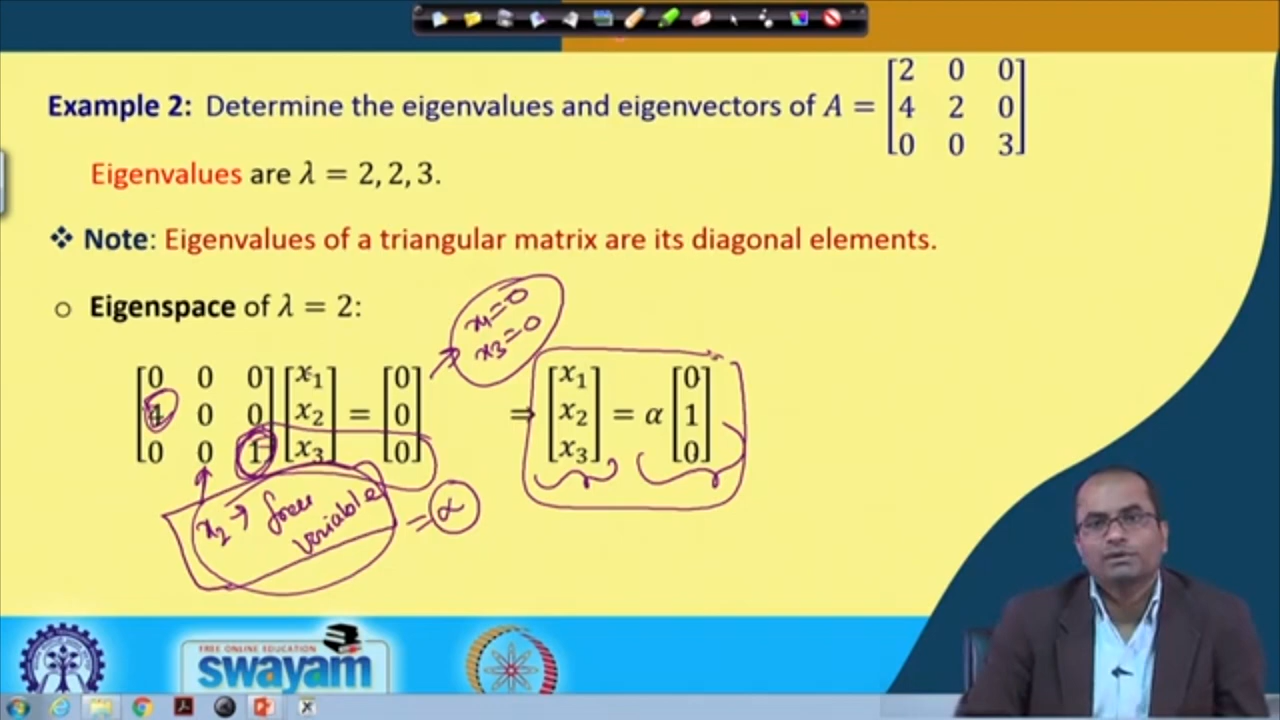 Example 2: Determine the eigenvalues and eigenvectors of A = [2 0 0; 4 2 0; 0 0 3]
Eigenvalues are λ = 2, 2, 3.
❖ Note: Eigenvalues of a triangular matrix are its diagonal elements.
○ Eigenspace of λ = 2:
x1=0
x3=0
[0 0 0; 4 0 0; 0 0 1] [x1; x2; x3] = [0; 0; 0] ⇒ [x1; x2; x3] = α [0; 1; 0]
x2 → free variable = α
FREE ONLINE EDUCATION
swayam